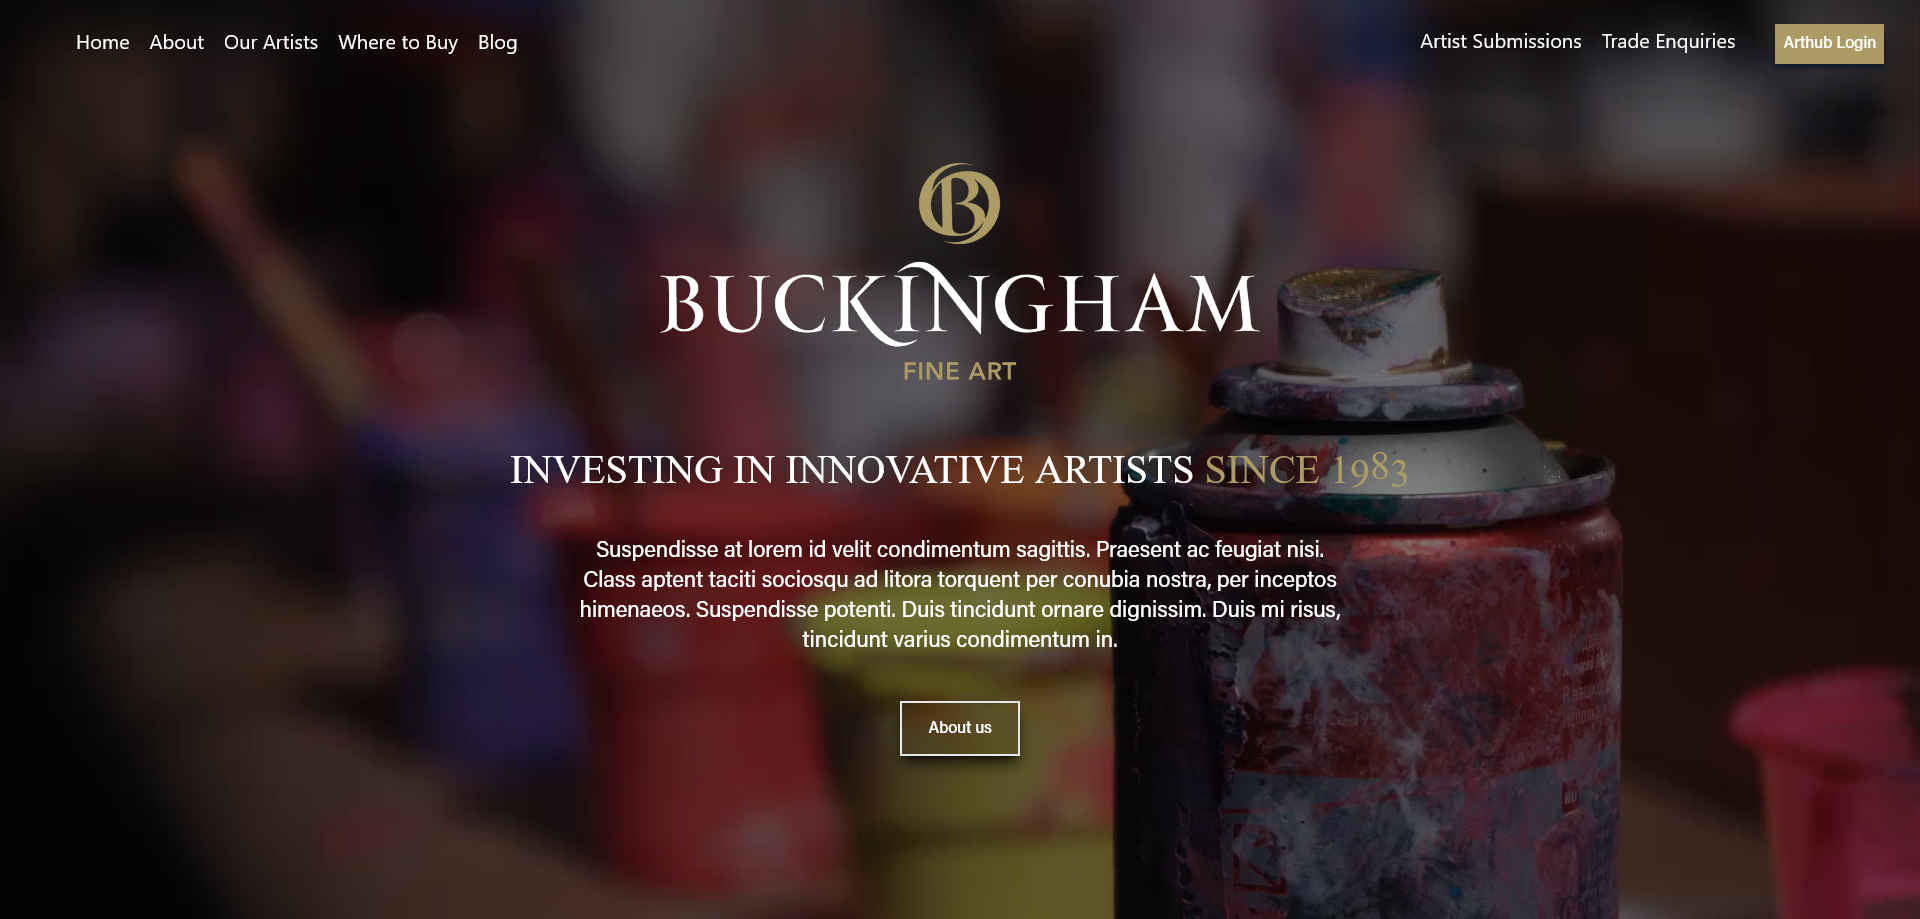 Home About Our Artists Where to Buy Blog
Artist Submissions Trade Enquiries Arthub Login
B
BUCKINGHAM
FINE ART
INVESTING IN INNOVATIVE ARTISTS SINCE 1983
Suspendisse at lorem id velit condimentum sagittis. Praesent ac feugiat nisi.
Class aptent taciti sociosqu ad litora torquent per conubia nostra, per inceptos
himenaeos. Suspendisse potenti. Duis tincidunt ornare dignissim. Duis mi risus,
tincidunt varius condimentum in.
About us